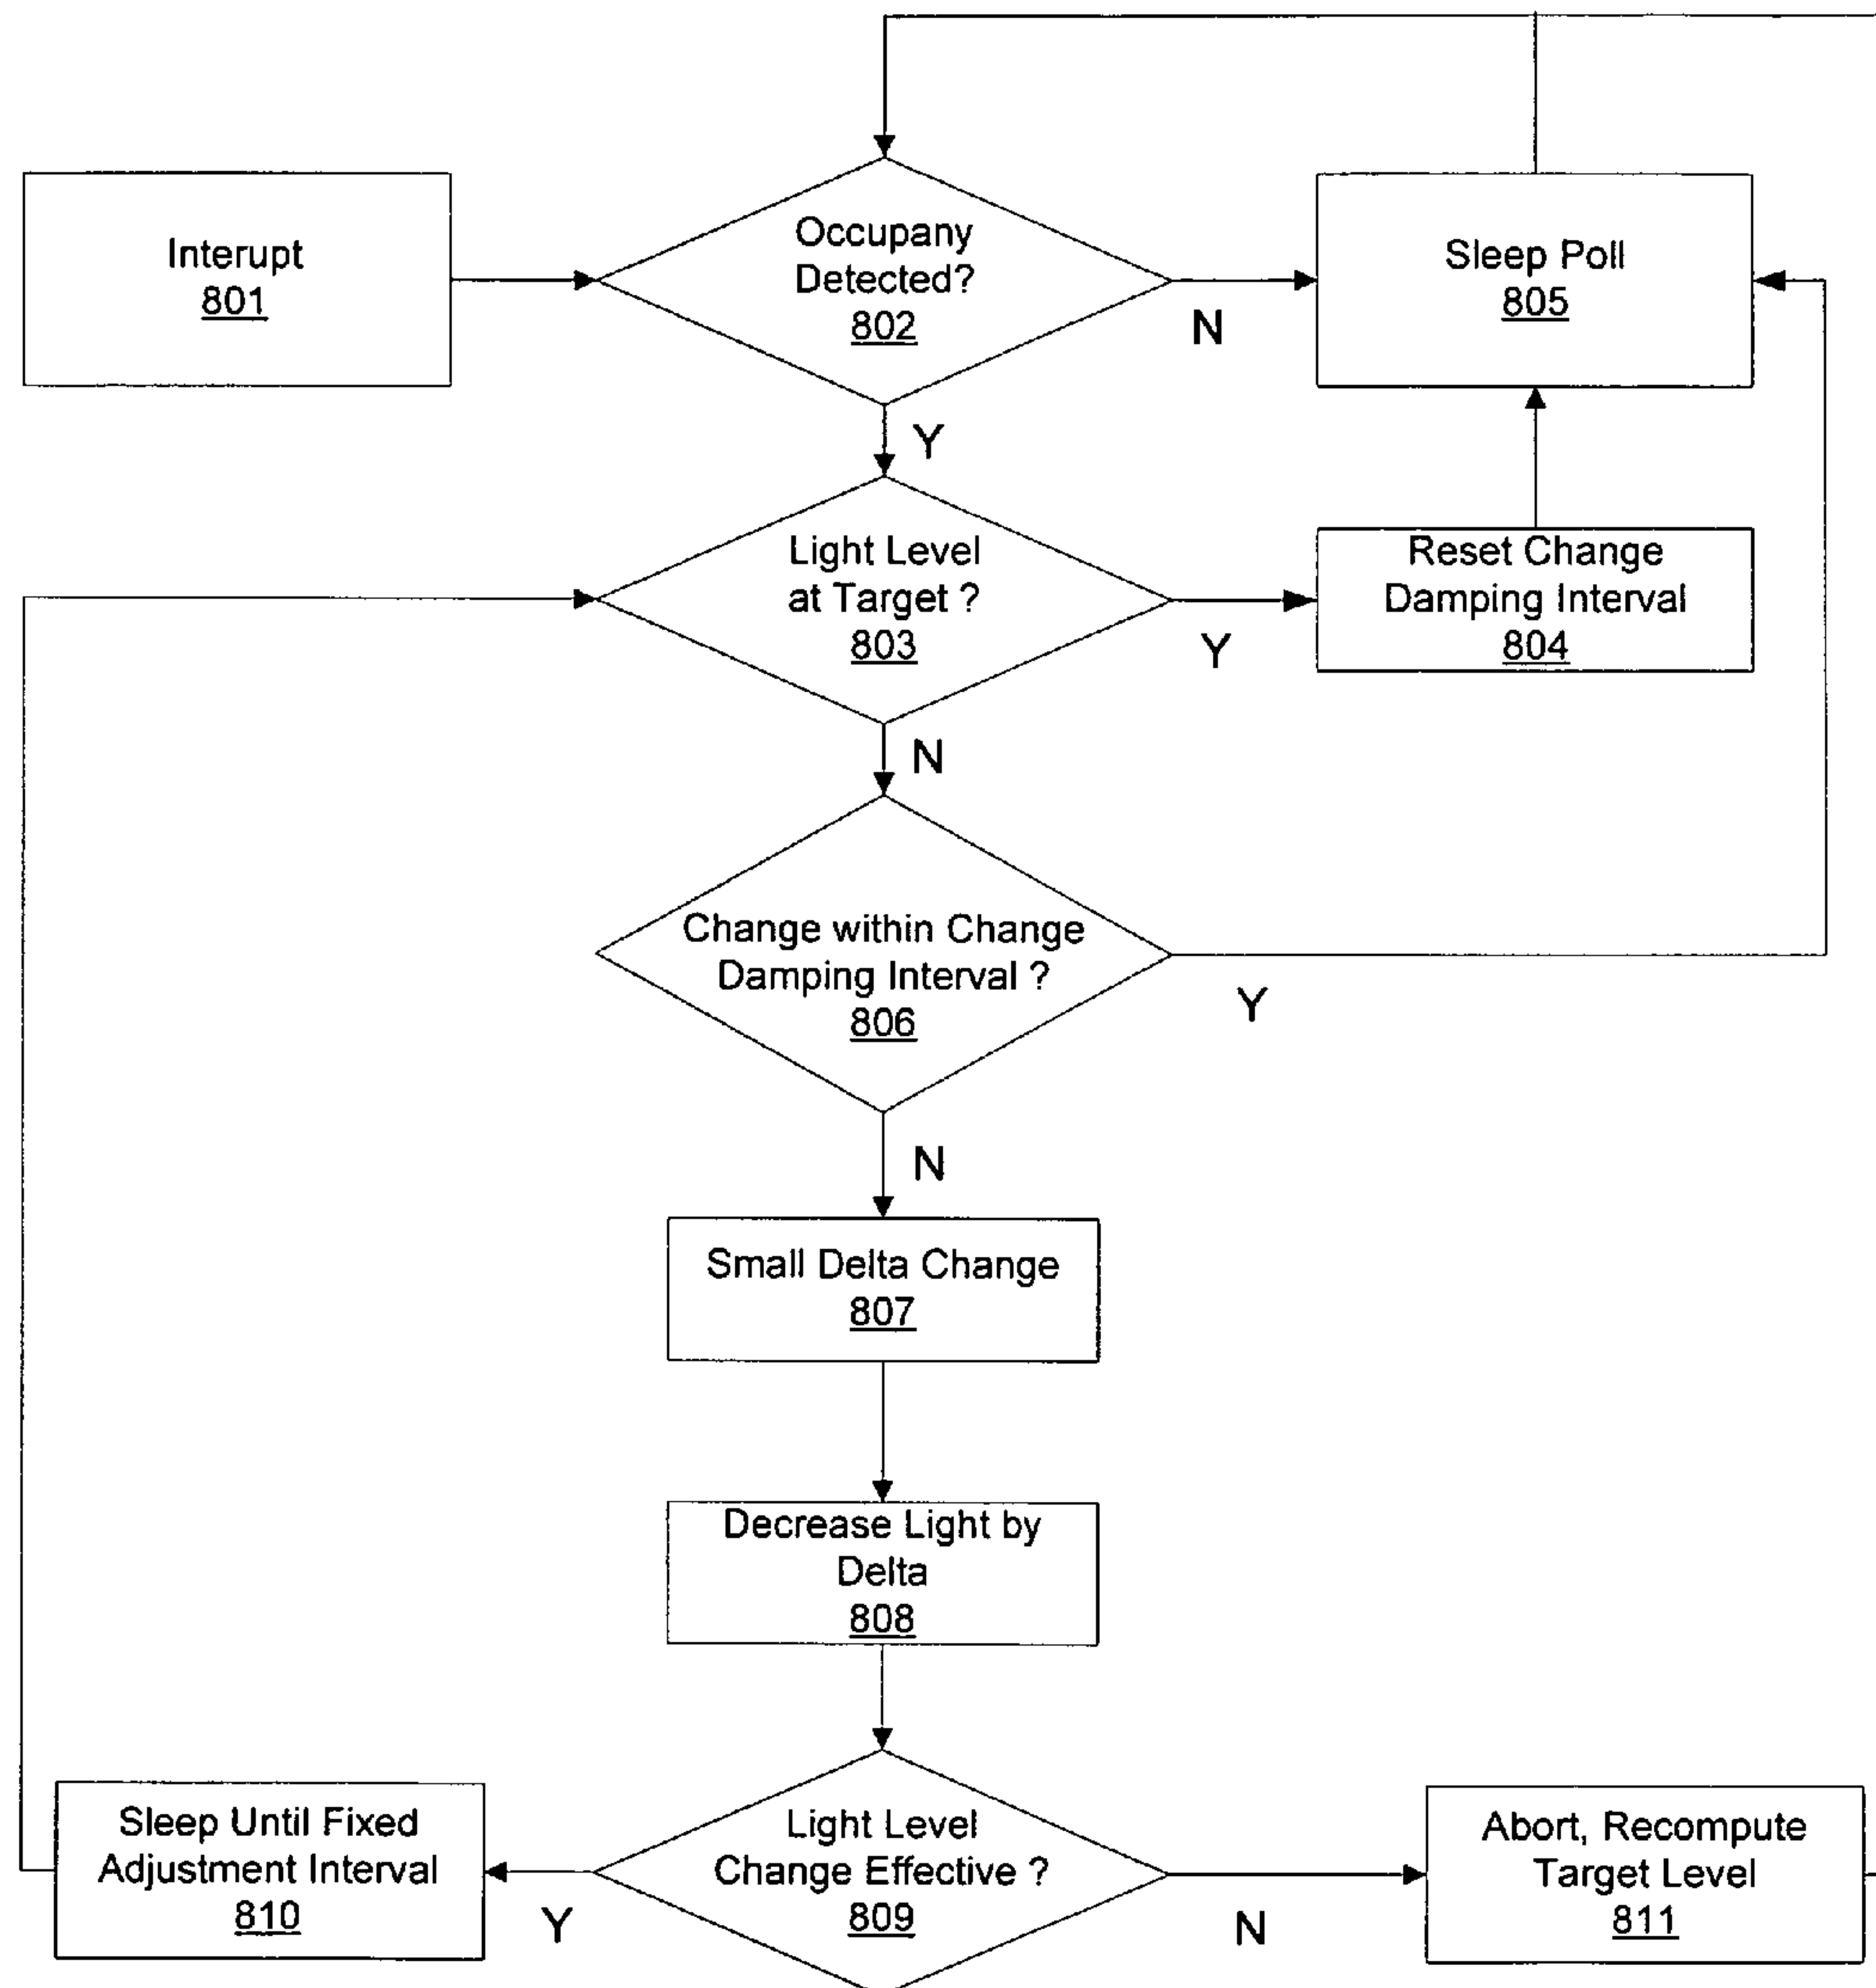 Interupt
801
Occupany
Detected?
802
N
Sleep Poll
805
Y
Light Level
at Target ?
803
Y
Reset Change
Damping Interval
804
N
Change within Change
Damping Interval ?
806
Y
N
Small Delta Change
807
Decrease Light by
Delta
808
Sleep Until Fixed
Adjustment Interval
810
Y
Light Level
Change Effective ?
809
N
Abort, Recompute
Target Level
811